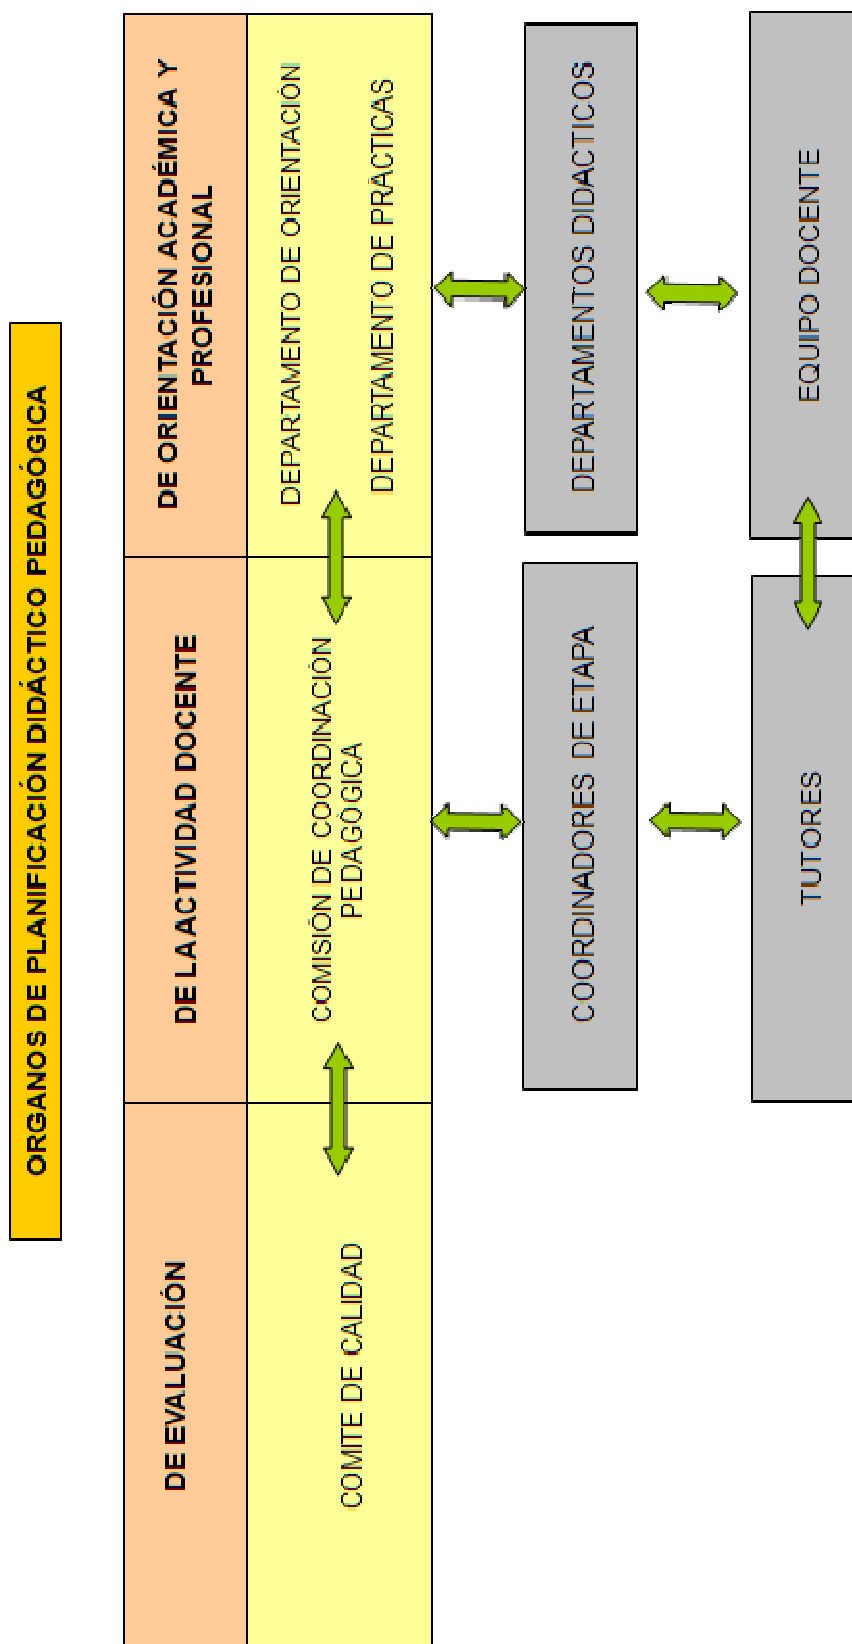 ORGANOS DE PLANIFICACIÓN DIDÁCTICO PEDAGÓGICA
DE EVALUACIÓN
DE LA ACTIVIDAD DOCENTE
DE ORIENTACIÓN ACADÉMICA Y
PROFESIONAL
COMITE DE CALIDAD
COMISIÓN DE COORDINACIÓN
PEDAGÓGICA
DEPARTAMENTO DE ORIENTACIÓN
DEPARTAMENTO DE PRÁCTICAS
COORDINADORES DE ETAPA
DEPARTAMENTOS DIDACTICOS
TUTORES
EQUIPO DOCENTE